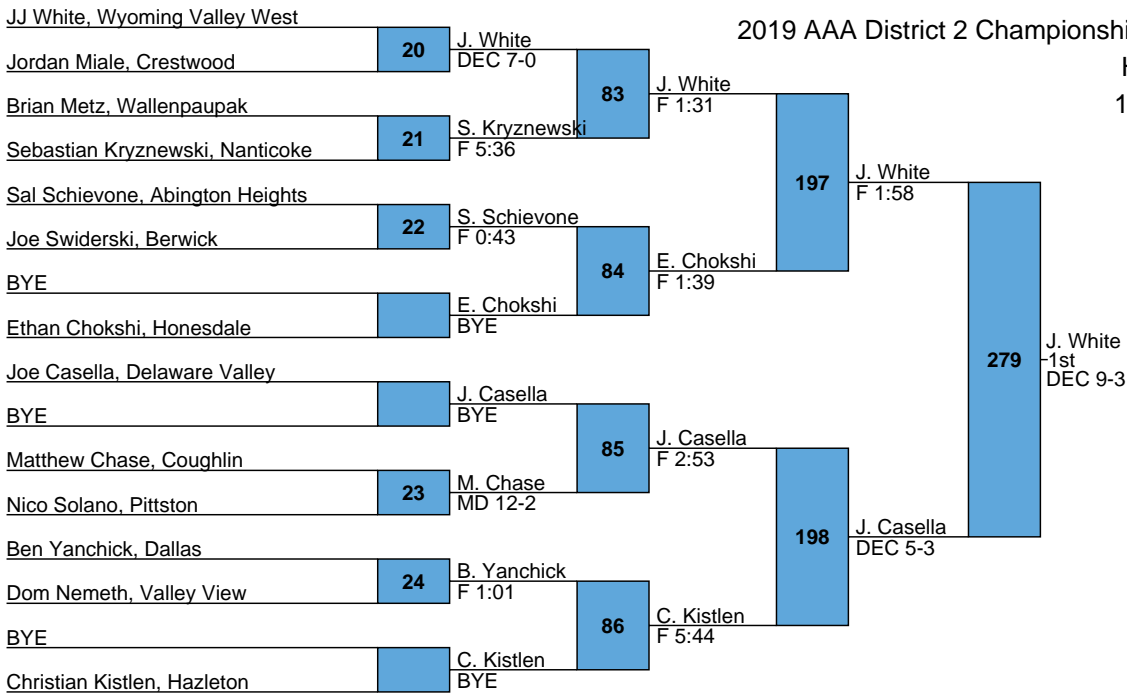 2019 AAA District 2 Championshi
H
1
JJ White, Wyoming Valley West
Jordan Miale, Crestwood
Brian Metz, Wallenpaupak
Sebastian Kryznewski, Nanticoke
Sal Schievone, Abington Heights
Joe Swiderski, Berwick
BYE
Ethan Chokshi, Honesdale
Joe Casella, Delaware Valley
BYE
Matthew Chase, Coughlin
Nico Solano, Pittston
Ben Yanchick, Dallas
Dom Nemeth, Valley View
BYE
Christian Kistlen, Hazleton
20
21
22
23
24
J. White
DEC 7-0
S. Kryznewski
F 5:36
S. Schievone
F 0:43
E. Chokshi
BYE
J. Casella
BYE
M. Chase
MD 12-2
B. Yanchick
F 1:01
C. Kistlen
BYE
83
84
85
86
J. White
F 1:31
E. Chokshi
F 1:39
J. Casella
F 2:53
C. Kistlen
F 5:44
197
198
J. White
F 1:58
J. Casella
DEC 5-3
279
J. White
1st
DEC 9-3